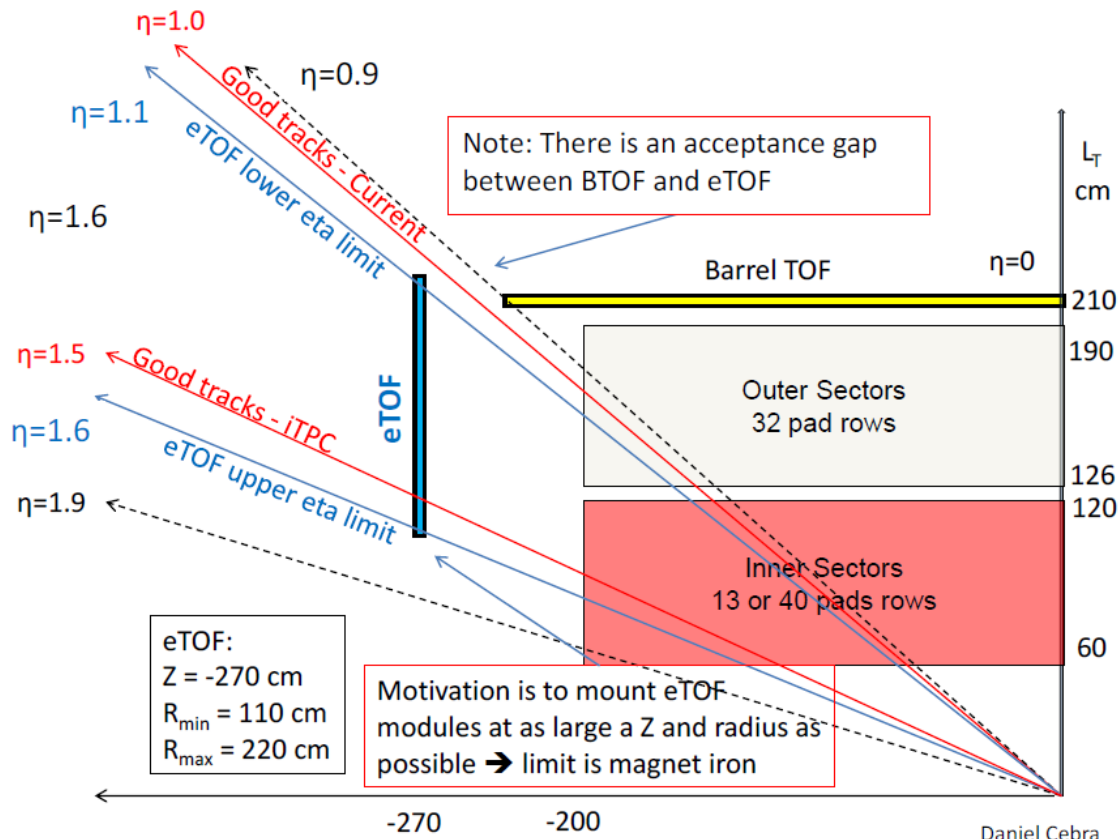 η=1.0
η=0.9
η=1.1
Good tracks - Current
eTOF lower eta limit
Note: There is an acceptance gap
between BTOF and eTOF
L_T
cm
η=1.6
Barrel TOF
η=0
210
190
η=1.5
Good tracks - iTPC
eTOF
Outer Sectors
32 pad rows
η=1.6
eTOF upper eta limit
126
η=1.9
120
Inner Sectors
13 or 40 pads rows
60
eTOF:
Z = -270 cm
R_min = 110 cm
R_max = 220 cm
Motivation is to mount eTOF
modules at as large a Z and radius as
possible ➔ limit is magnet iron
-270
-200
Daniel Cebra